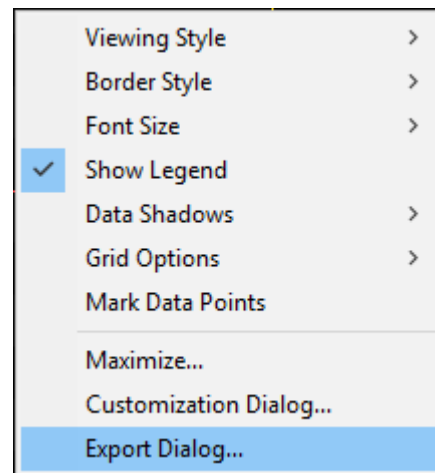 Viewing Style
Border Style
Font Size
Show Legend
Data Shadows
Grid Options
Mark Data Points
Maximize...
Customization Dialog...
Export Dialog...